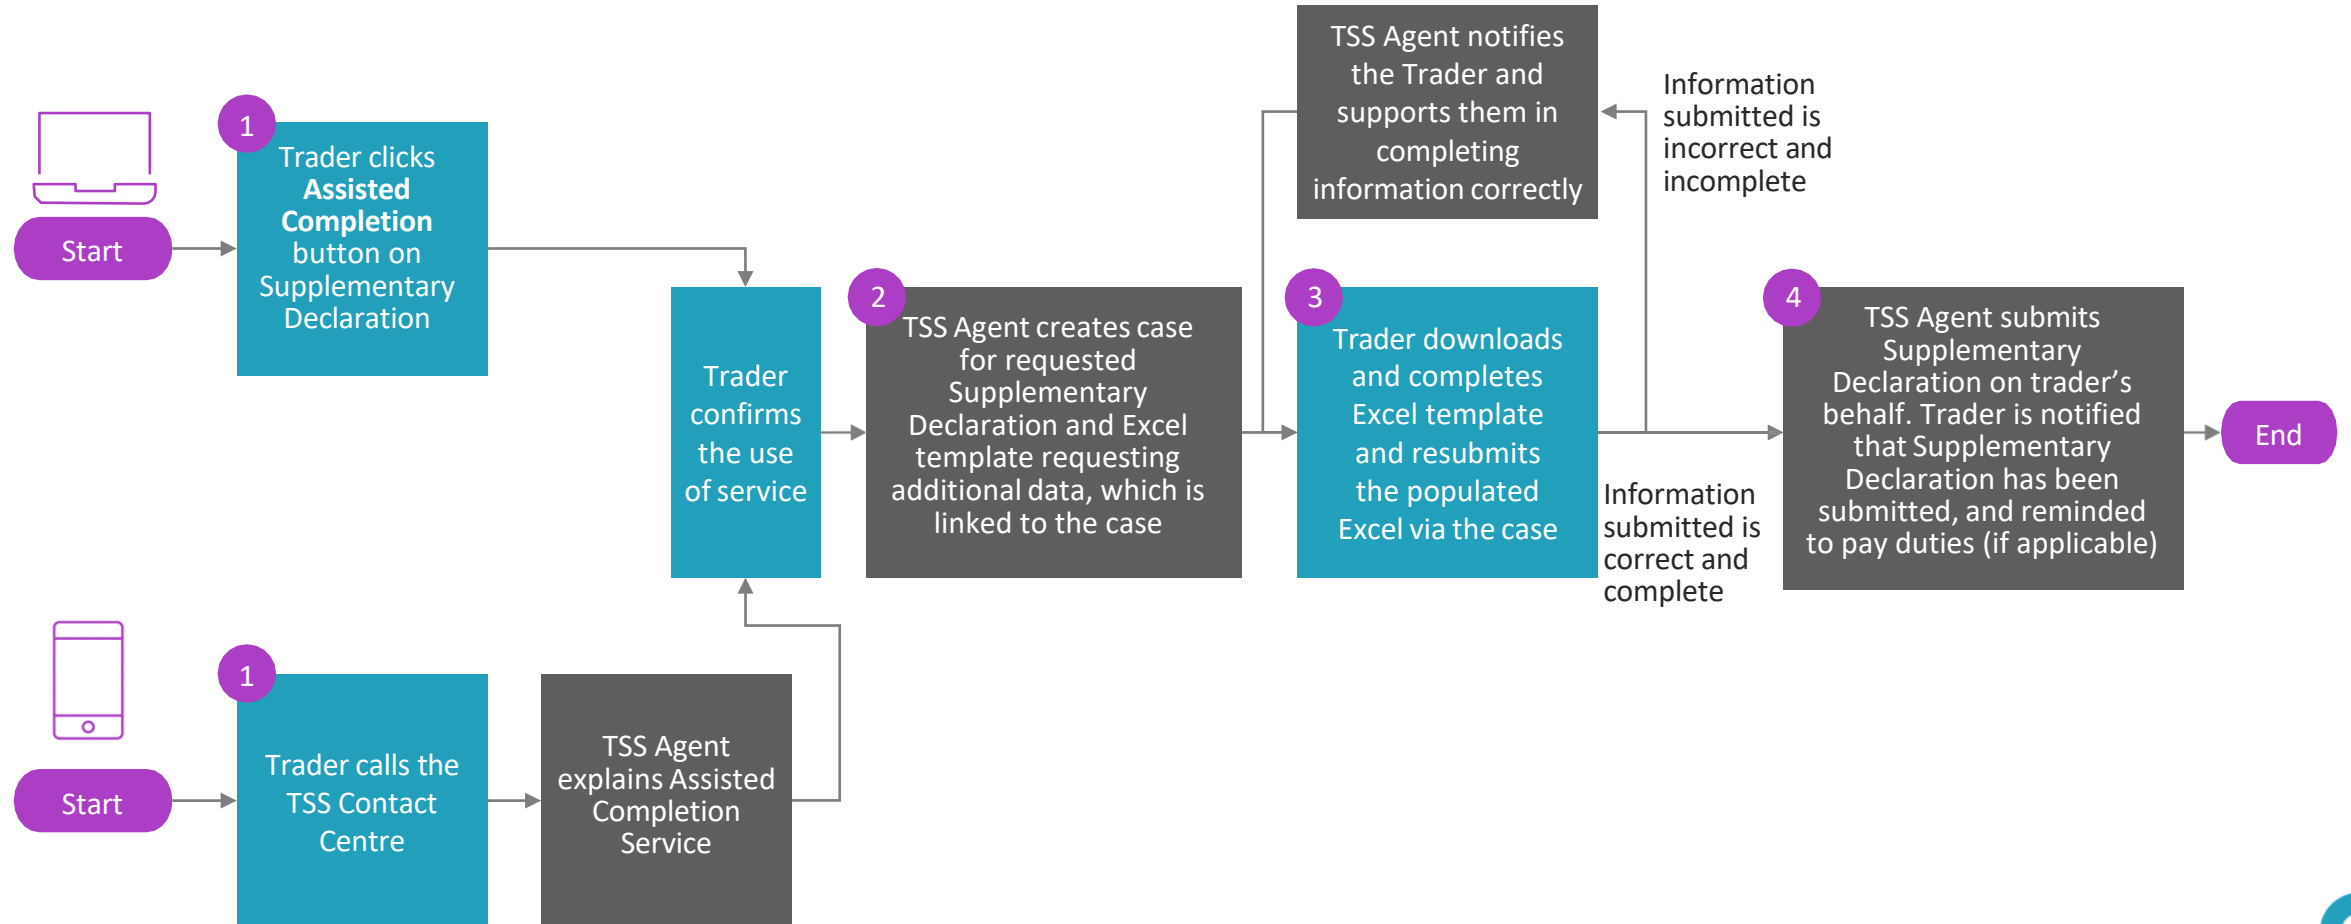 Start
1
Trader clicks
Assisted
Completion
button on
Supplementary
Declaration
Start
1
Trader calls the
TSS Contact
Centre
TSS Agent
explains Assisted
Completion
Service
Trader
confirms
the use
of service
2
TSS Agent creates case
for requested
Supplementary
Declaration and Excel
template requesting
additional data, which is
linked to the case
TSS Agent notifies
the Trader and
supports them in
completing
information correctly
Information
submitted is
incorrect and
incomplete
3
Trader downloads
and completes
Excel template
and resubmits
the populated
Excel via the case
Information
submitted is
correct and
complete
4
TSS Agent submits
Supplementary
Declaration on trader’s
behalf. Trader is notified
that Supplementary
Declaration has been
submitted, and reminded
to pay duties (if applicable)
End